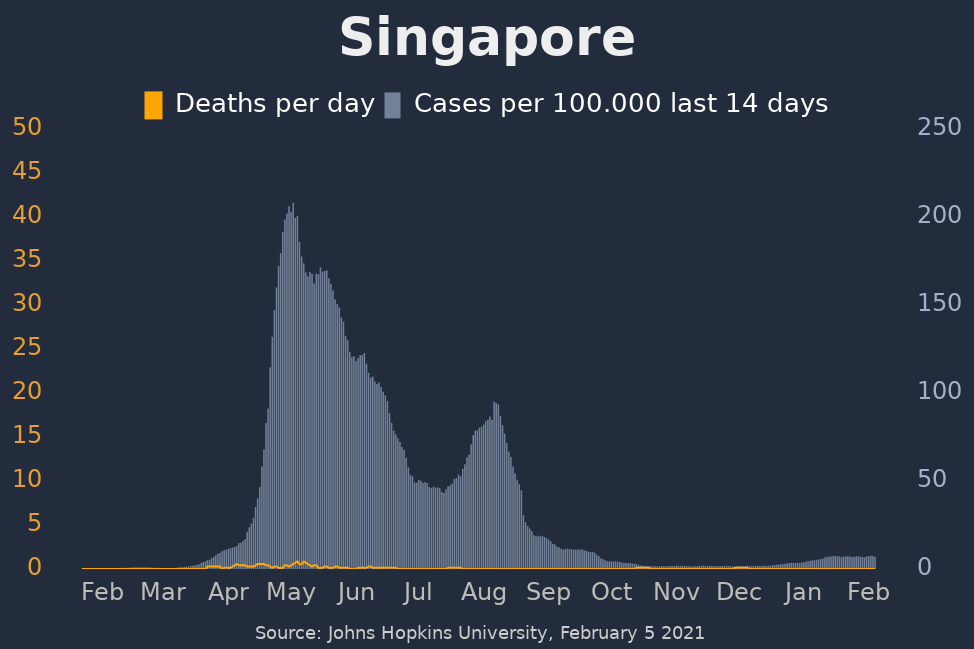 Singapore
Deaths per day Cases per 100.000 last 14 days
50 250
45
40 200
35
30 150
25
20 100
15
10 50
5
0 0
Feb Mar Apr May Jun Jul Aug Sep Oct Nov Dec Jan Feb
Source: Johns Hopkins University, February 5 2021